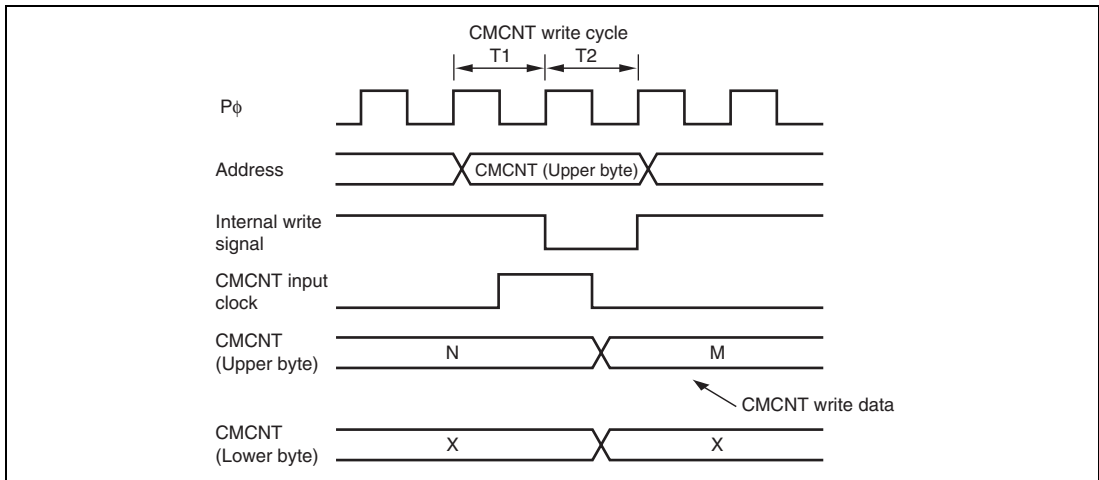 CMCNT write cycle
T1 T2
Pϕ
Address CMCNT (Upper byte)
Internal write
signal
CMCNT input
clock
CMCNT
(Upper byte) N M
CMCNT write data
CMCNT
(Lower byte) X X